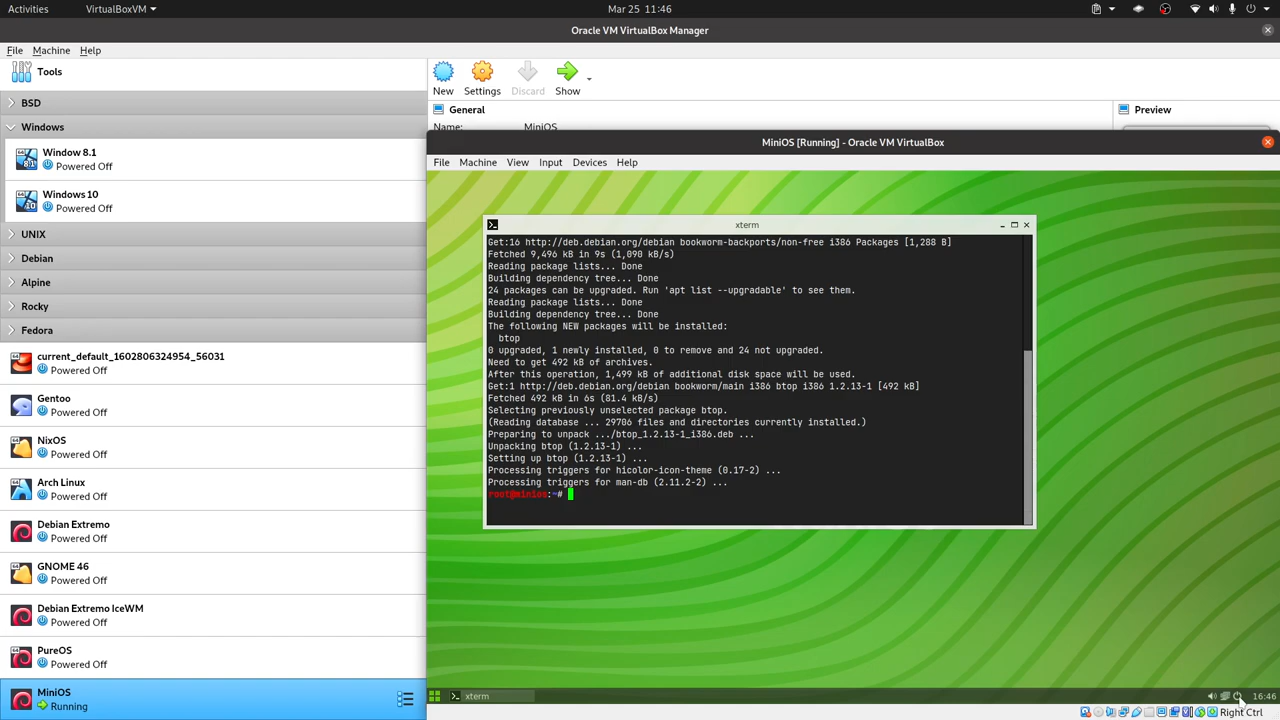 Activities
VirtualBoxVM
Mar 25 11:46
Oracle VM VirtualBox Manager
File Machine Help
Tools
New Settings Discard Show
BSD
General
Preview
Name: MiniOS
Windows
Window 8.1
Powered Off
Windows 10
Powered Off
UNIX
Debian
Alpine
Rocky
Fedora
current_default_1602806324954_56031
Powered Off
Gentoo
Powered Off
NixOS
Powered Off
Arch Linux
Powered Off
Debian Extremo
Powered Off
GNOME 46
Powered Off
Debian Extremo IceWM
Powered Off
PureOS
Powered Off
MiniOS
Running
MiniOS [Running] - Oracle VM VirtualBox
File Machine View Input Devices Help
xterm
Get:16 http://deb.debian.org/debian bookworm-backports/non-free i386 Packages [1,288 B]
Fetched 9,496 kB in 9s (1,090 kB/s)
Reading package lists... Done
Building dependency tree... Done
24 packages can be upgraded. Run 'apt list --upgradable' to see them.
Reading package lists... Done
Building dependency tree... Done
The following NEW packages will be installed:
btop
0 upgraded, 1 newly installed, 0 to remove and 24 not upgraded.
Need to get 492 kB of archives.
After this operation, 1,499 kB of additional disk space will be used.
Get:1 http://deb.debian.org/debian bookworm/main i386 btop i386 1.2.13-1 [492 kB]
Fetched 492 kB in 6s (81.4 kB/s)
Selecting previously unselected package btop.
(Reading database ... 29706 files and directories currently installed.)
Preparing to unpack .../btop_1.2.13-1_i386.deb ...
Unpacking btop (1.2.13-1) ...
Setting up btop (1.2.13-1) ...
Processing triggers for hicolor-icon-theme (0.17-2) ...
Processing triggers for man-db (2.11.2-2) ...
root@minios:~#
xterm
16:46
Right Ctrl